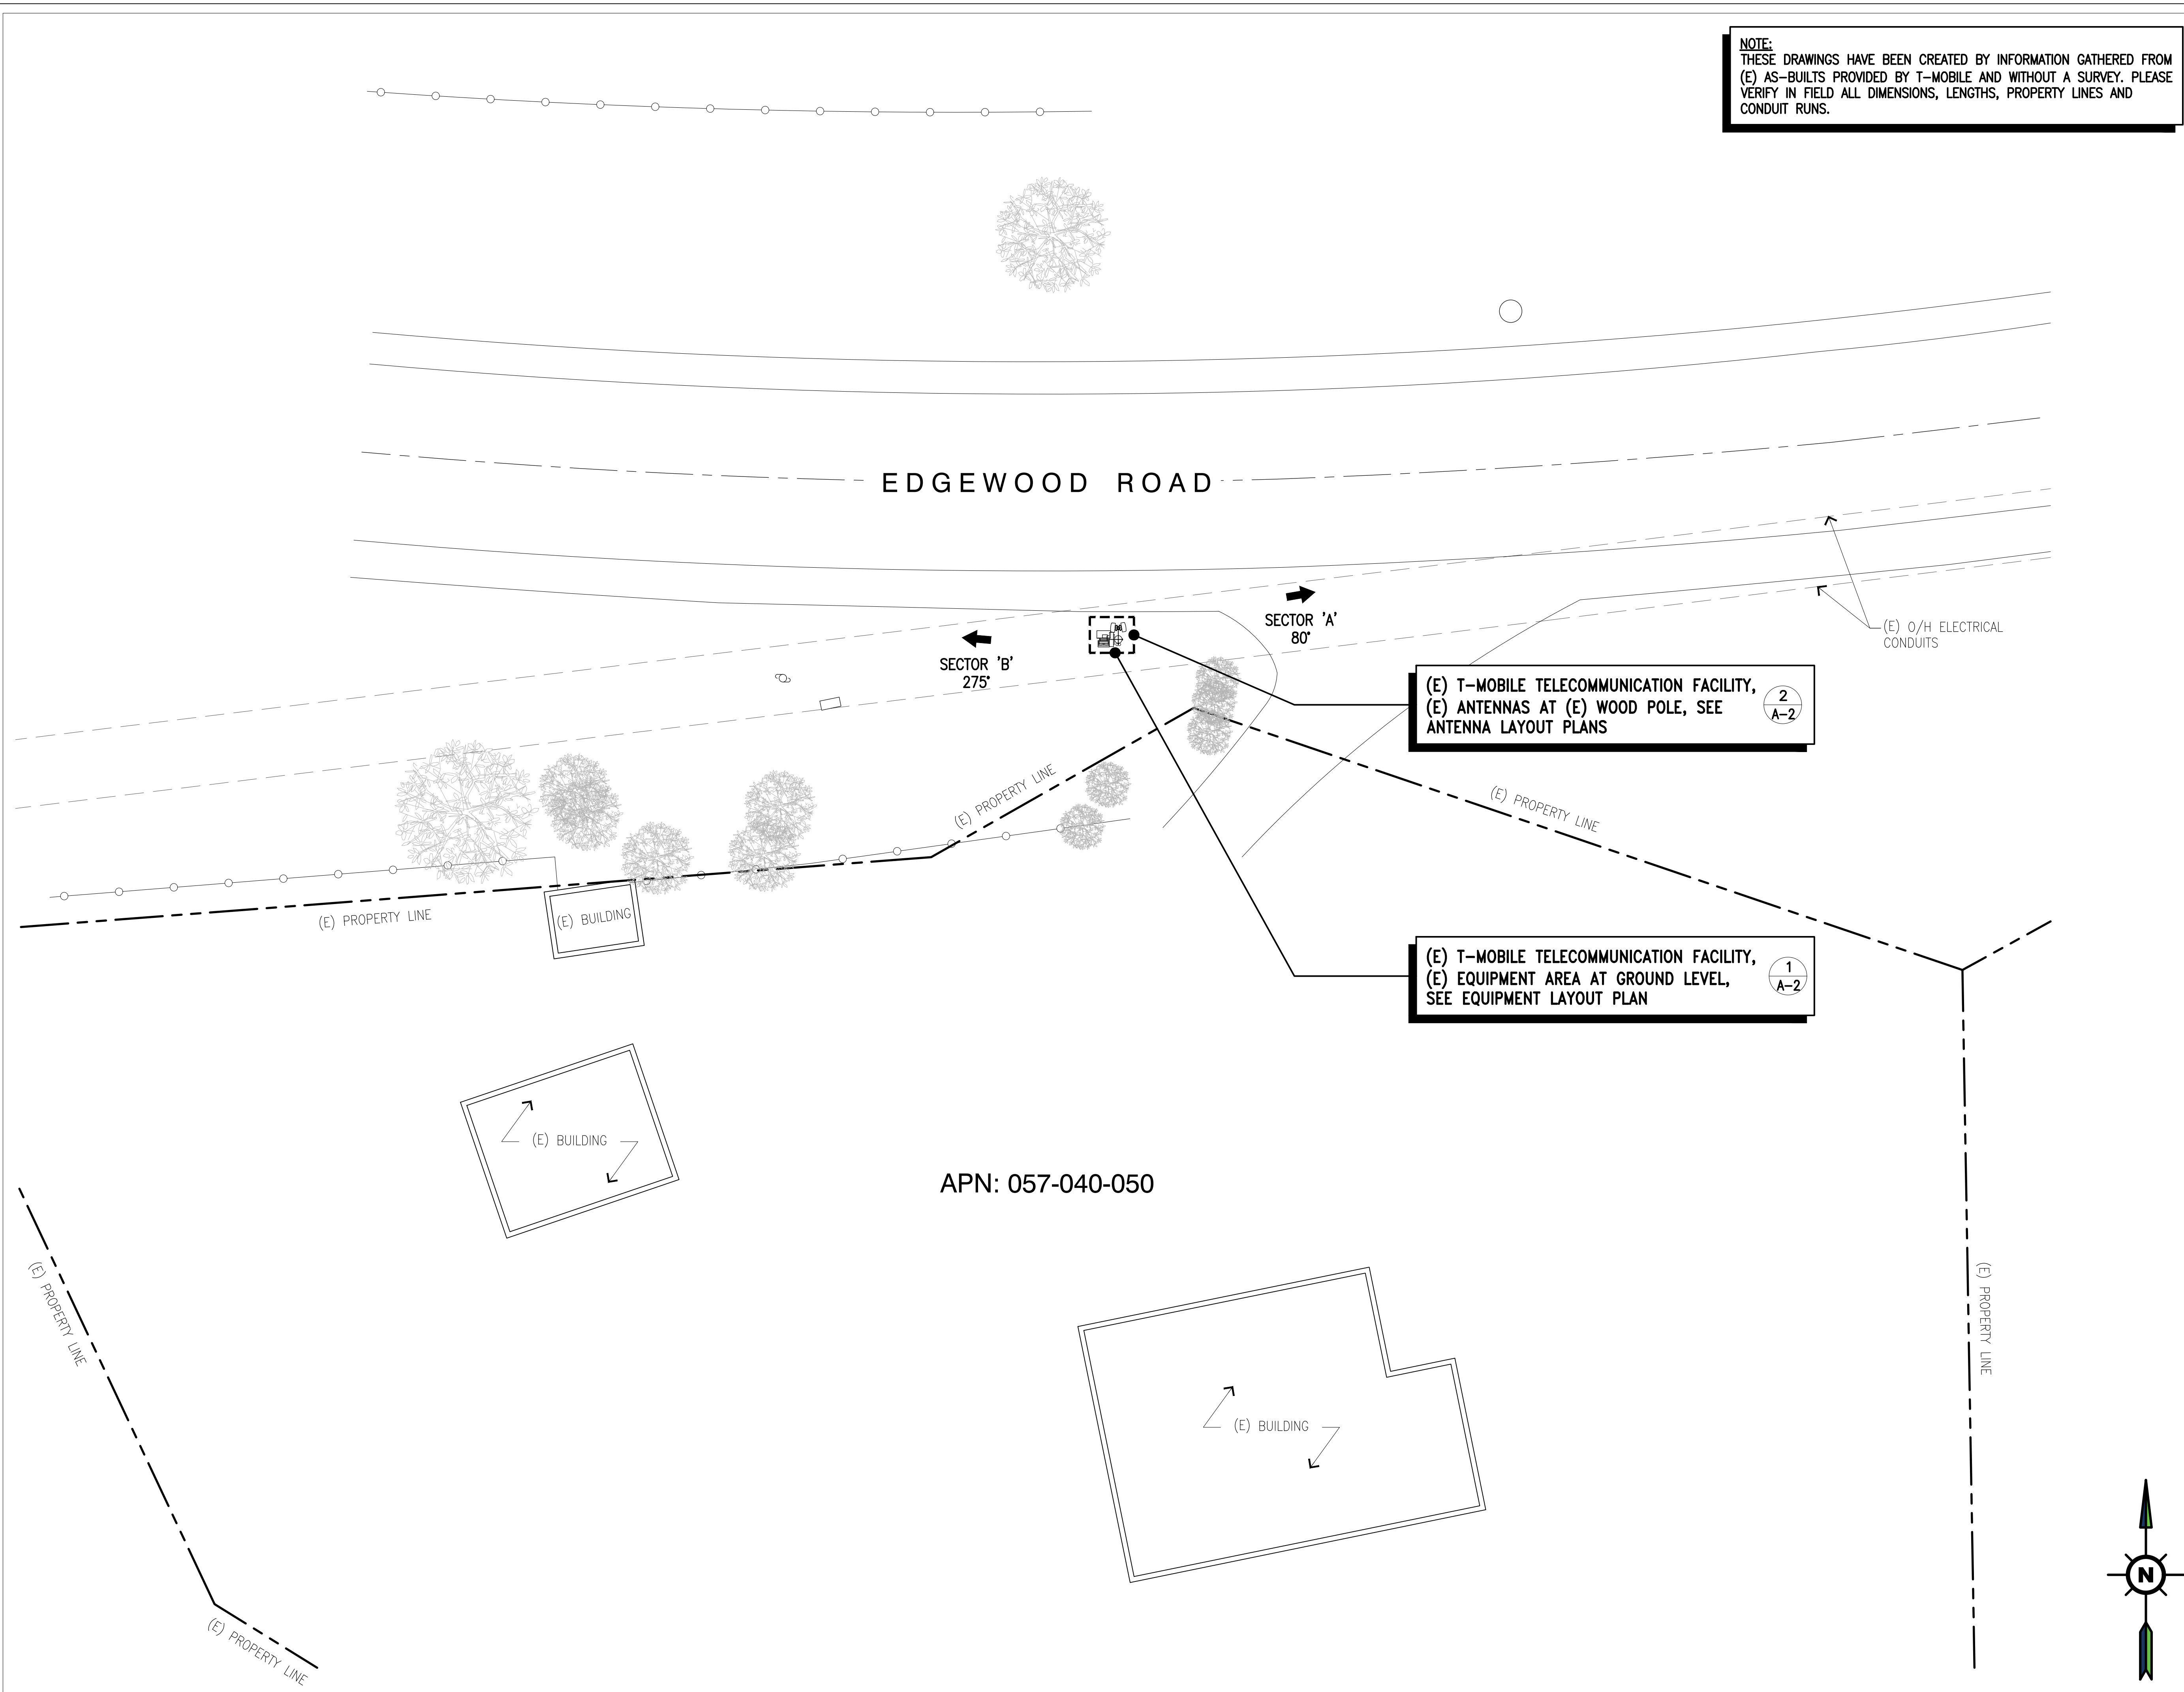 NOTE:
THESE DRAWINGS HAVE BEEN CREATED BY INFORMATION GATHERED FROM
(E) AS-BUILTS PROVIDED BY T-MOBILE AND WITHOUT A SURVEY. PLEASE
VERIFY IN FIELD ALL DIMENSIONS, LENGTHS, PROPERTY LINES AND
CONDUIT RUNS.
EDGEWOOD ROAD
SECTOR 'A'
80°
SECTOR 'B'
275°
(E) O/H ELECTRICAL
CONDUITS
(E) T-MOBILE TELECOMMUNICATION FACILITY,
(E) ANTENNAS AT (E) WOOD POLE, SEE
ANTENNA LAYOUT PLANS
2
A-2
(E) PROPERTY LINE
(E) PROPERTY LINE
(E) PROPERTY LINE
(E) BUILDING
(E) T-MOBILE TELECOMMUNICATION FACILITY,
(E) EQUIPMENT AREA AT GROUND LEVEL,
SEE EQUIPMENT LAYOUT PLAN
1
A-2
(E) BUILDING
APN: 057-040-050
(E) PROPERTY LINE
(E) PROPERTY LINE
(E) BUILDING
N
(E) PROPERTY LINE